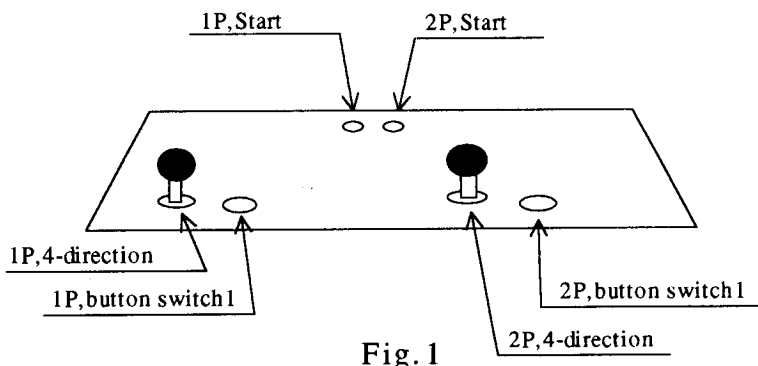 1P,Start
2P,Start
1P,4-direction
1P,button switch1
2P,button switch1
2P,4-direction
Fig.1